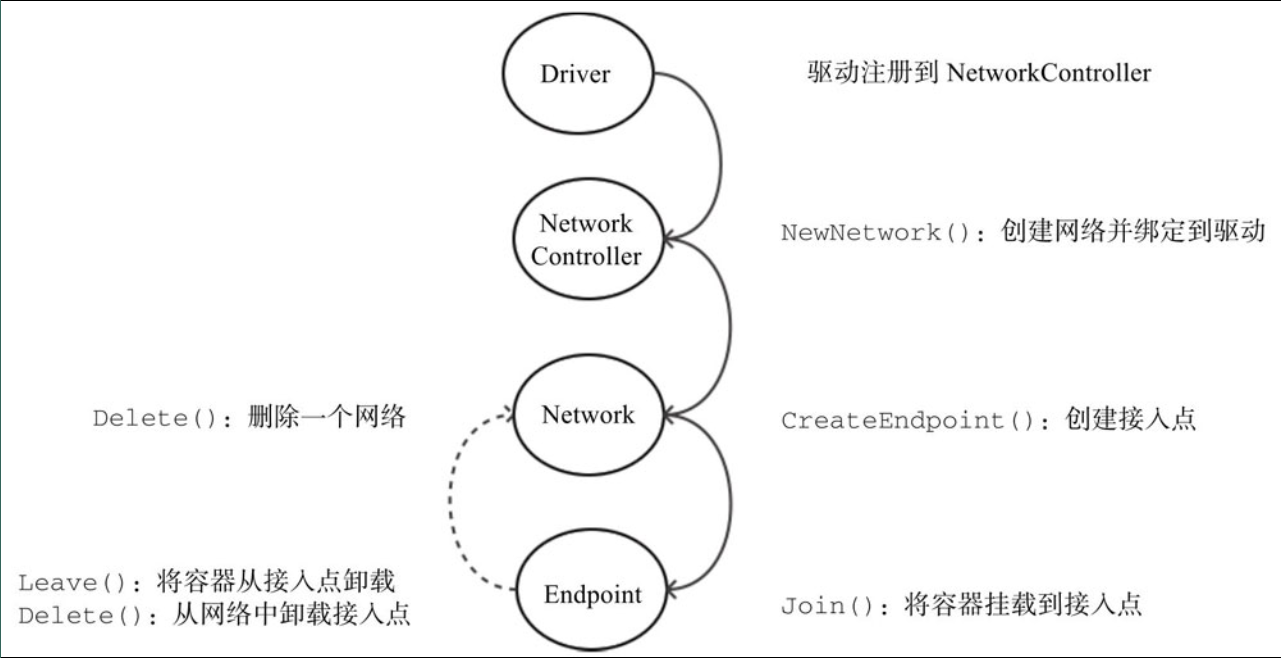 Driver
驱动注册到 NetworkController
Network
Controller
NewNetwork()：创建网络并绑定到驱动
Delete()：删除一个网络
Network
CreateEndpoint()：创建接入点
Leave()：将容器从接入点卸载
Delete()：从网络中卸载接入点
Endpoint
Join()：将容器挂载到接入点